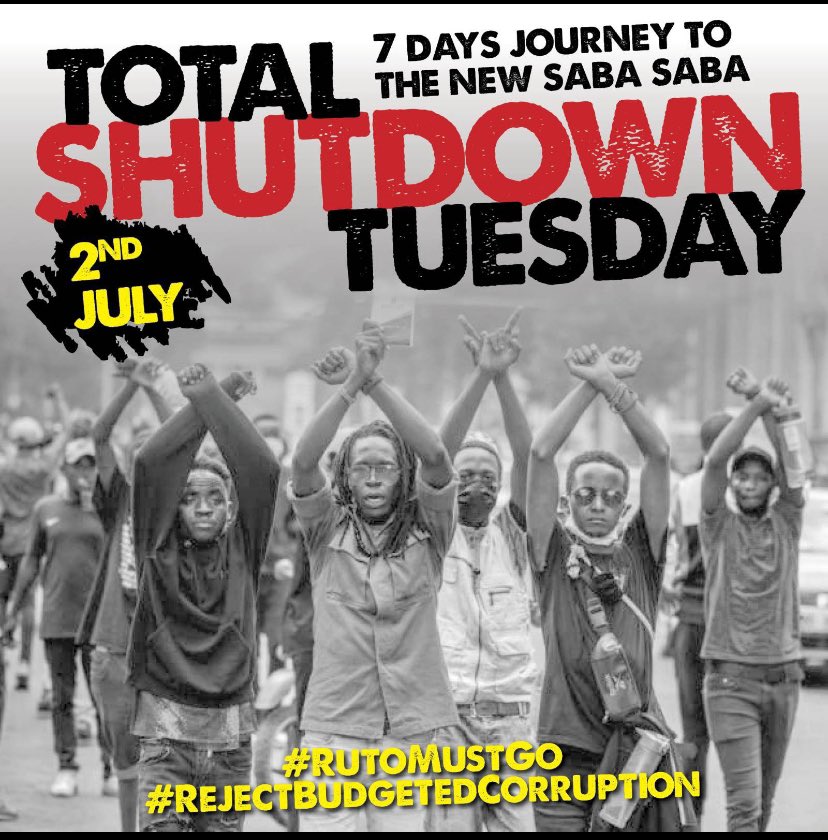 TOTAL
7 DAYS JOURNEY TO
THE NEW SABA SABA
SHUTDOWN
TUESDAY
2ND
JULY
#RUTOMUSTGO
#REJECTBUDGETEDCORRUPTION